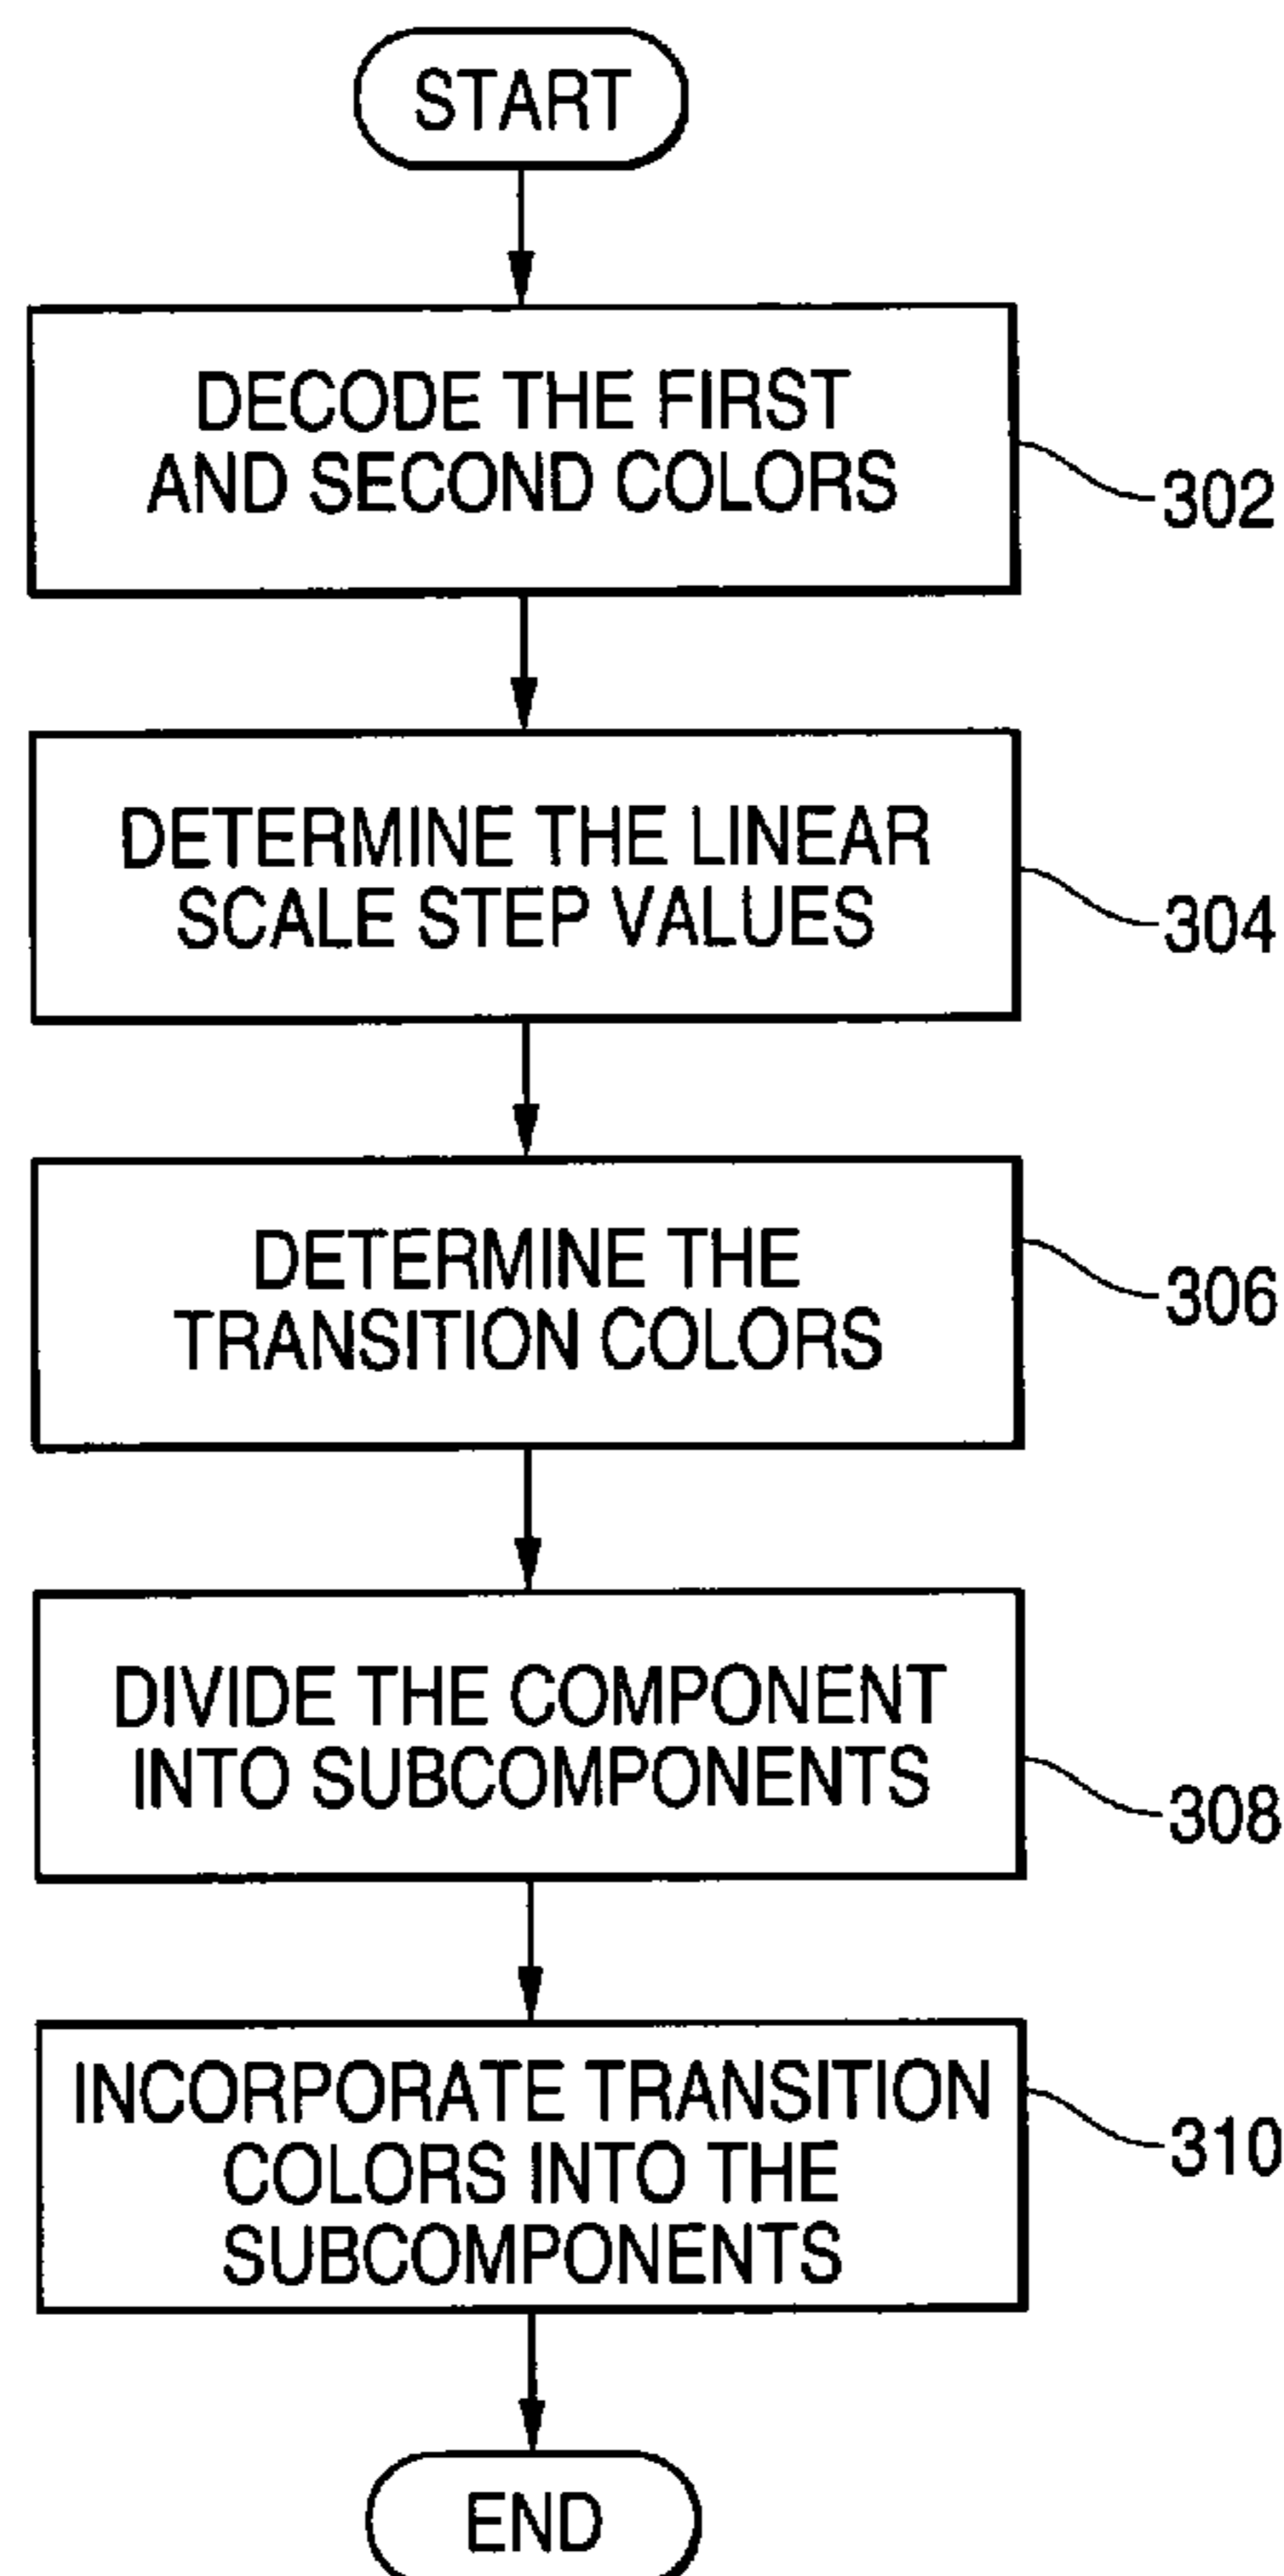 START
DECODE THE FIRST
AND SECOND COLORS
302
DETERMINE THE LINEAR
SCALE STEP VALUES
304
DETERMINE THE
TRANSITION COLORS
306
DIVIDE THE COMPONENT
INTO SUBCOMPONENTS
308
INCORPORATE TRANSITION
COLORS INTO THE
SUBCOMPONENTS
310
END